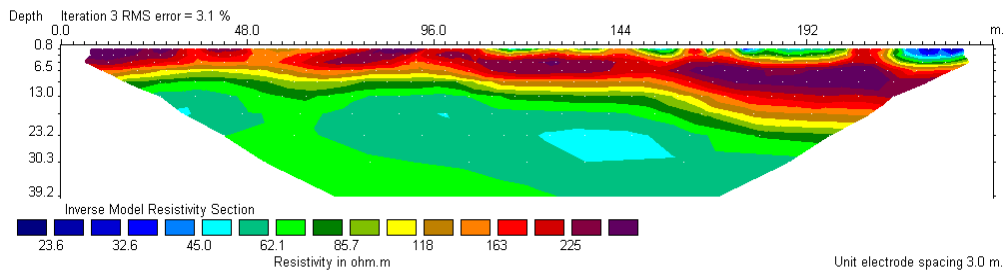 Depth Iteration 3 RMS error = 3.1 %
0.0 48.0 96.0 144 192 m.
0.8
6.5
13.0
23.2
30.3
39.2
Inverse Model Resistivity Section
23.6 32.6 45.0 62.1 85.7 118 163 225
Resistivity in ohm.m
Unit electrode spacing 3.0 m.